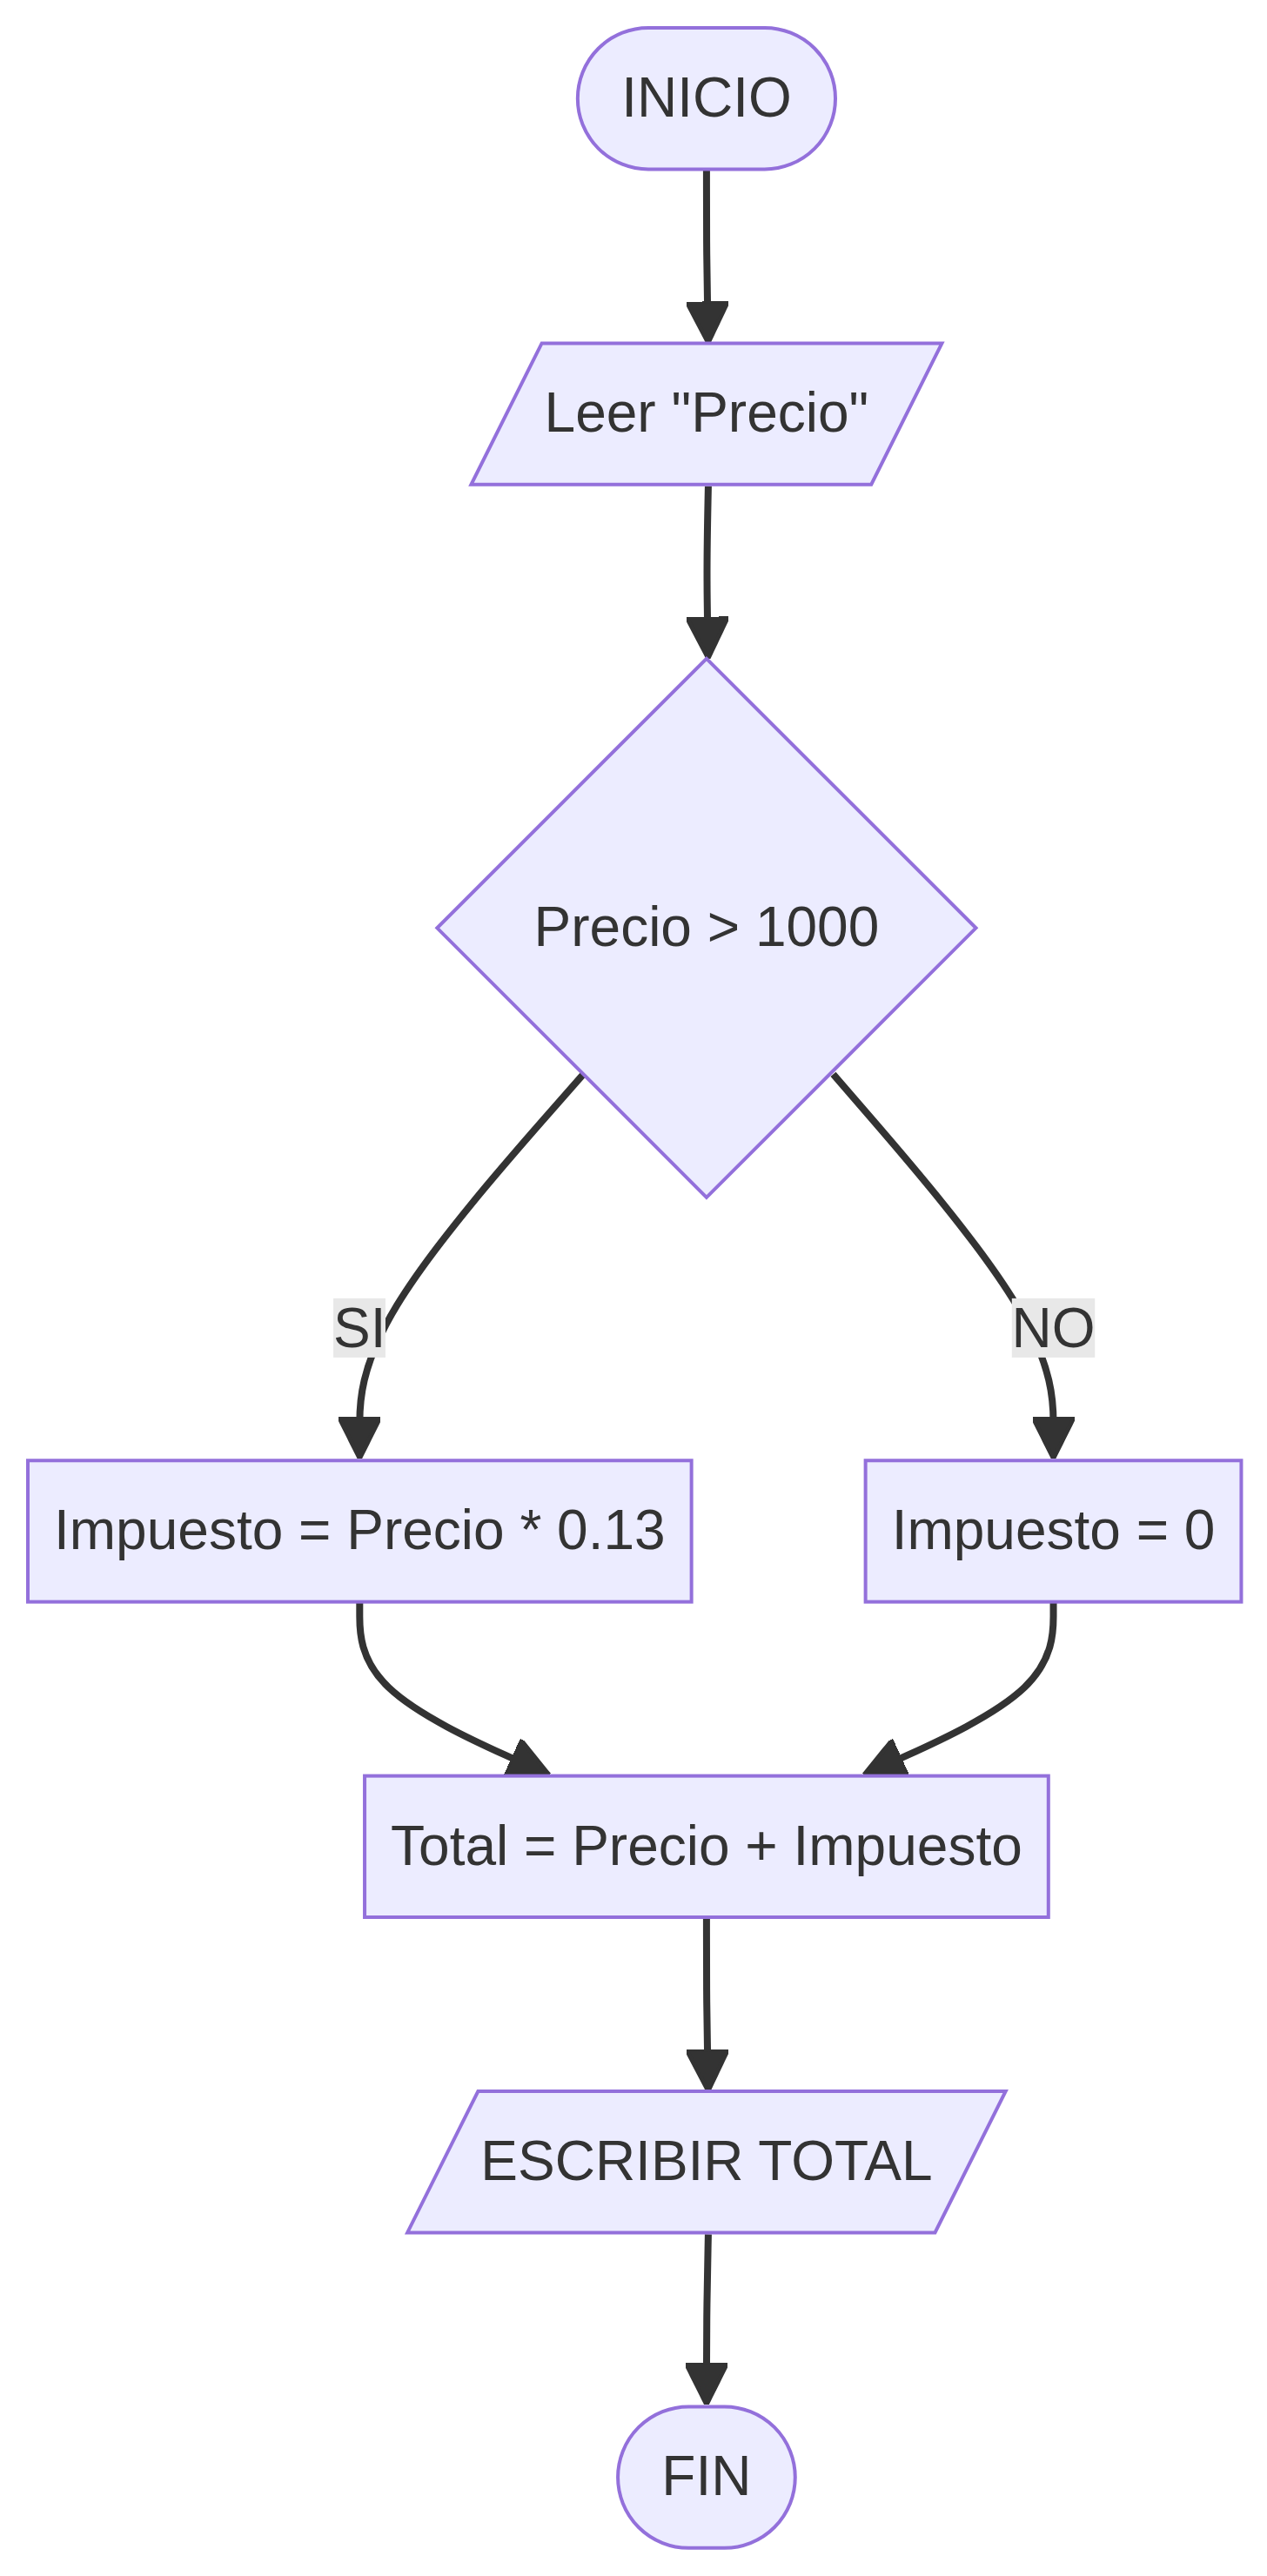 INICIO
Leer "Precio"
Precio > 1000
SI
NO
Impuesto = Precio * 0.13
Impuesto = 0
Total = Precio + Impuesto
ESCRIBIR TOTAL
FIN